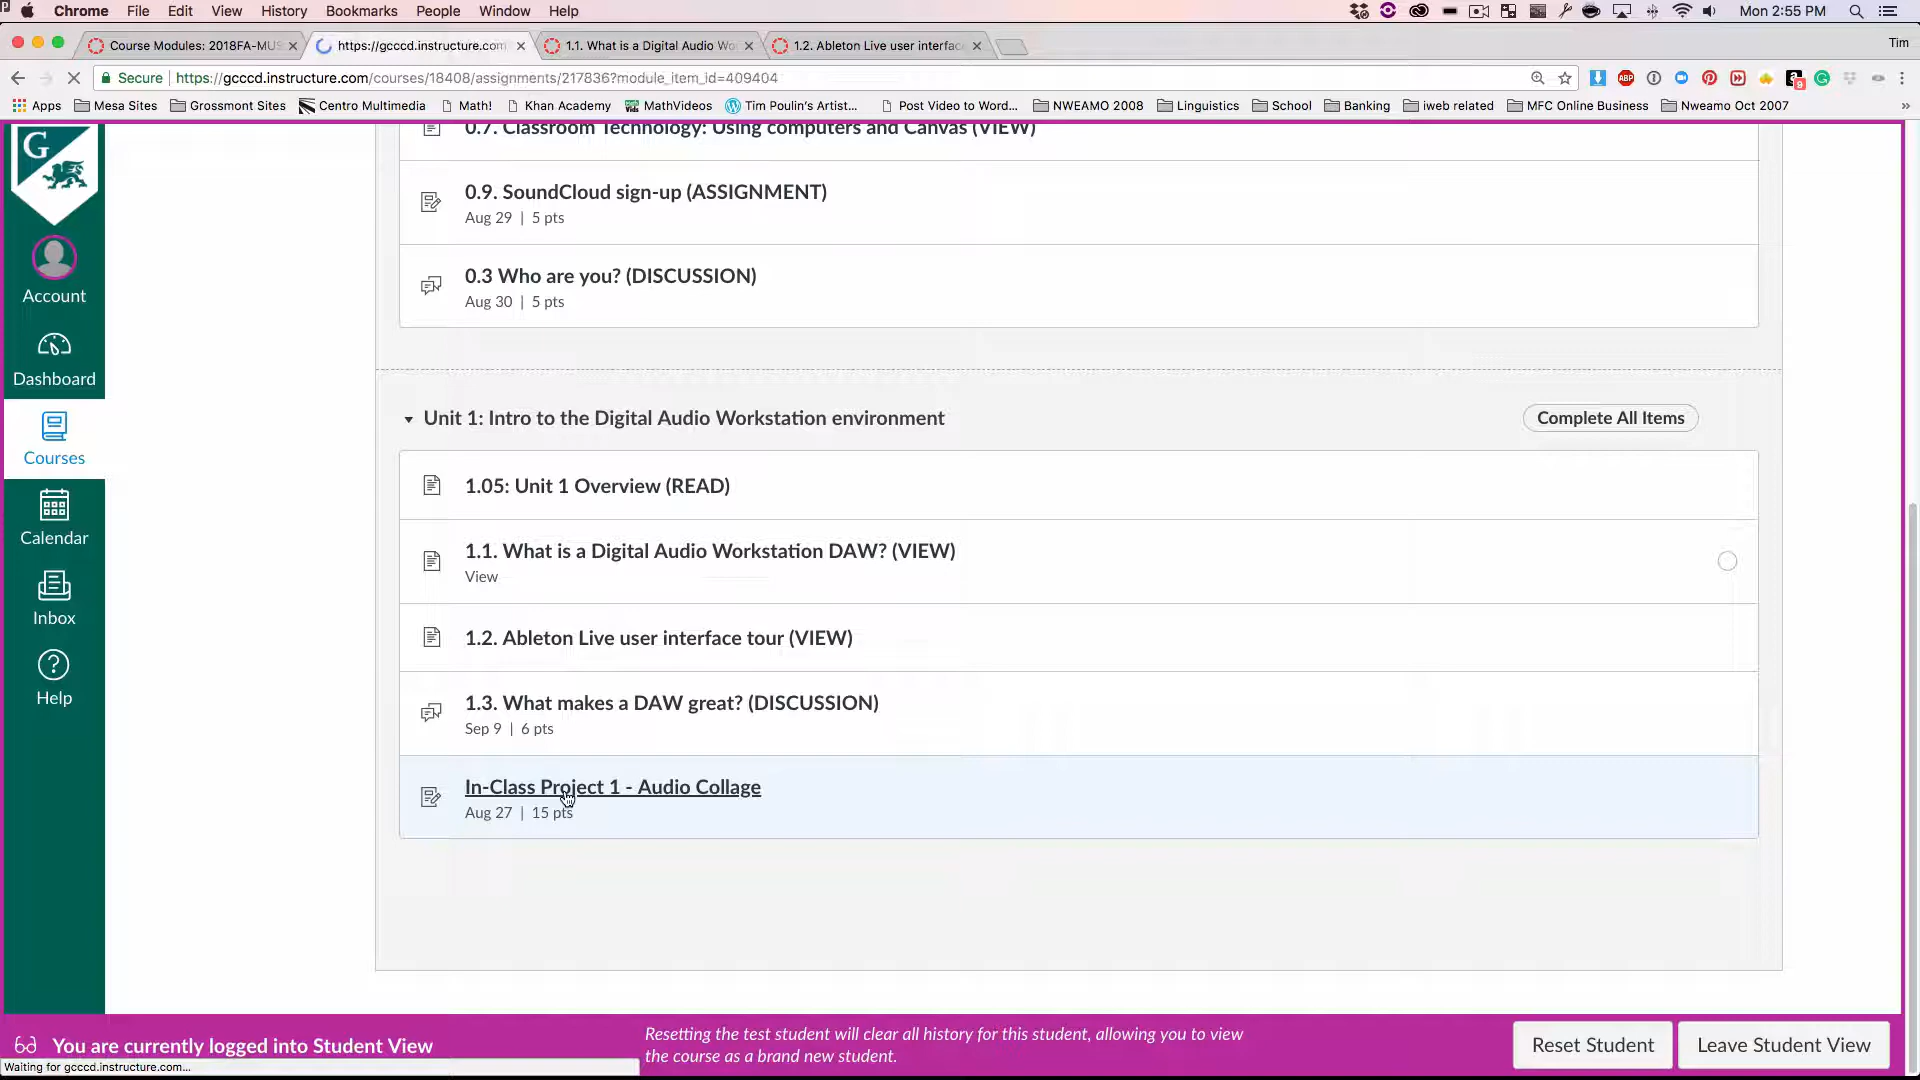 Chrome File Edit View History Bookmarks People Window Help Mon 2:55 PM
Course Modules: 2018FA-MUS https://gcccd.instructure.com 1.1. What is a Digital Audio Wo 1.2. Ableton Live user interfac Tim
Secure https://gcccd.instructure.com/courses/18408/assignments/217836?module_item_id=409404
Apps Mesa Sites Grossmont Sites Centro Multimedia Math! Khan Academy MathVideos Tim Poulin's Artist... Post Video to Word... NWEAMO 2008 Linguistics School Banking iweb related MFC Online Business Nweamo Oct 2007 »
G
Account
Dashboard
Courses
Calendar
Inbox
Help
0.7. Classroom Technology: Using computers and Canvas (VIEW)
0.9. SoundCloud sign-up (ASSIGNMENT)
Aug 29 | 5 pts
0.3 Who are you? (DISCUSSION)
Aug 30 | 5 pts
Unit 1: Intro to the Digital Audio Workstation environment Complete All Items
1.05: Unit 1 Overview (READ)
1.1. What is a Digital Audio Workstation DAW? (VIEW)
View
1.2. Ableton Live user interface tour (VIEW)
1.3. What makes a DAW great? (DISCUSSION)
Sep 9 | 6 pts
In-Class Project 1 - Audio Collage
Aug 27 | 15 pts
You are currently logged into Student View
Resetting the test student will clear all history for this student, allowing you to view
the course as a brand new student.
Reset Student Leave Student View
Waiting for gcccd.instructure.com...